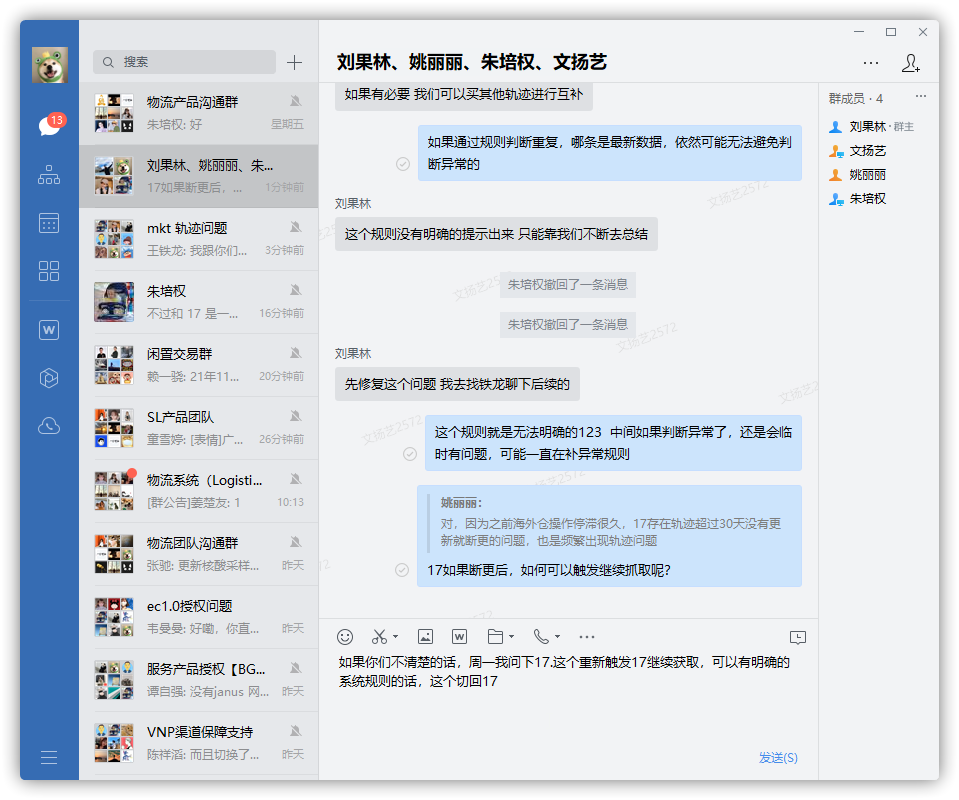 13
W
搜索
物流产品沟通群
朱培权: 好
星期五
刘果林、姚丽丽、朱...
17如果断更后，...
1分钟前
mkt 轨迹问题
王铁龙: 我跟你们...
3分钟前
朱培权
不过和 17 是一...
16分钟前
闲置交易群
赖一骁: 21年11...
20分钟前
SL产品团队
童雪婷: [表情]广...
26分钟前
物流系统（Logisti...
[群公告]姜楚友: 1
10:13
物流团队沟通群
张驰: 更新核酸采样...
昨天
ec1.0授权问题
韦曼曼: 好嘞，你直...
昨天
服务产品授权【BG...
谭自强: 没有janus 网...
昨天
VNP渠道保障支持
陈祥滔: 而且切换了...
昨天
刘果林、姚丽丽、朱培权、文扬艺
如果有必要 我们可以买其他轨迹进行互补
如果通过规则判断重复，哪条是最新数据，依然可能无法避免判
断异常的
刘果林
这个规则没有明确的提示出来 只能靠我们不断去总结
朱培权撤回了一条消息
朱培权撤回了一条消息
刘果林
先修复这个问题 我去找铁龙聊下后续的
这个规则就是无法明确的123  中间如果判断异常了，还是会临
时有问题，可能一直在补异常规则
姚丽丽：
对，因为之前海外仓操作停滞很久，17存在轨迹超过30天没有更
新就断更的问题，也是频繁出现轨迹问题
17如果断更后，如何可以触发继续抓取呢？
文扬艺2572
文扬艺2572
文扬艺2572
W
如果你们不清楚的话，周一我问下17.这个重新触发17继续获取，可以有明确的
系统规则的话，这个切回17
发送(S)
群成员 · 4
刘果林 · 群主
文扬艺
姚丽丽
朱培权